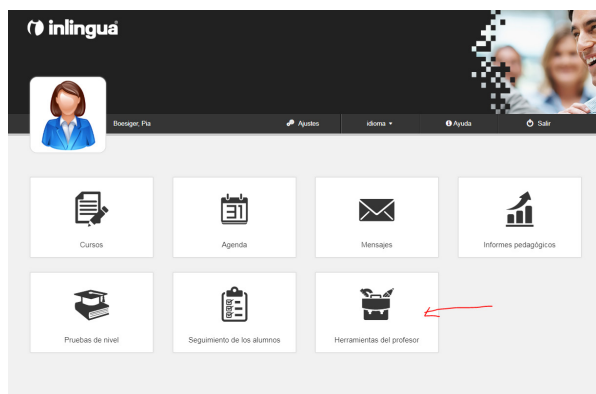 inlingua
Boesiger, Pia
Ajustes
idioma
Ayuda
Salir
31
Cursos
Agenda
Mensajes
Informes pedagógicos
Pruebas de nivel
Seguimiento de los alumnos
Herramientas del profesor